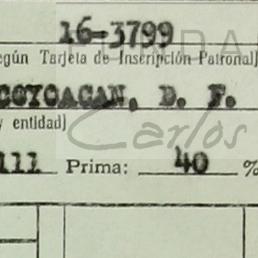 16-3799
egún Tarjeta de Inscripción Patronal)
COYOACAN, D. F.
y entidad)
Carlos
111 Prima: 40 %